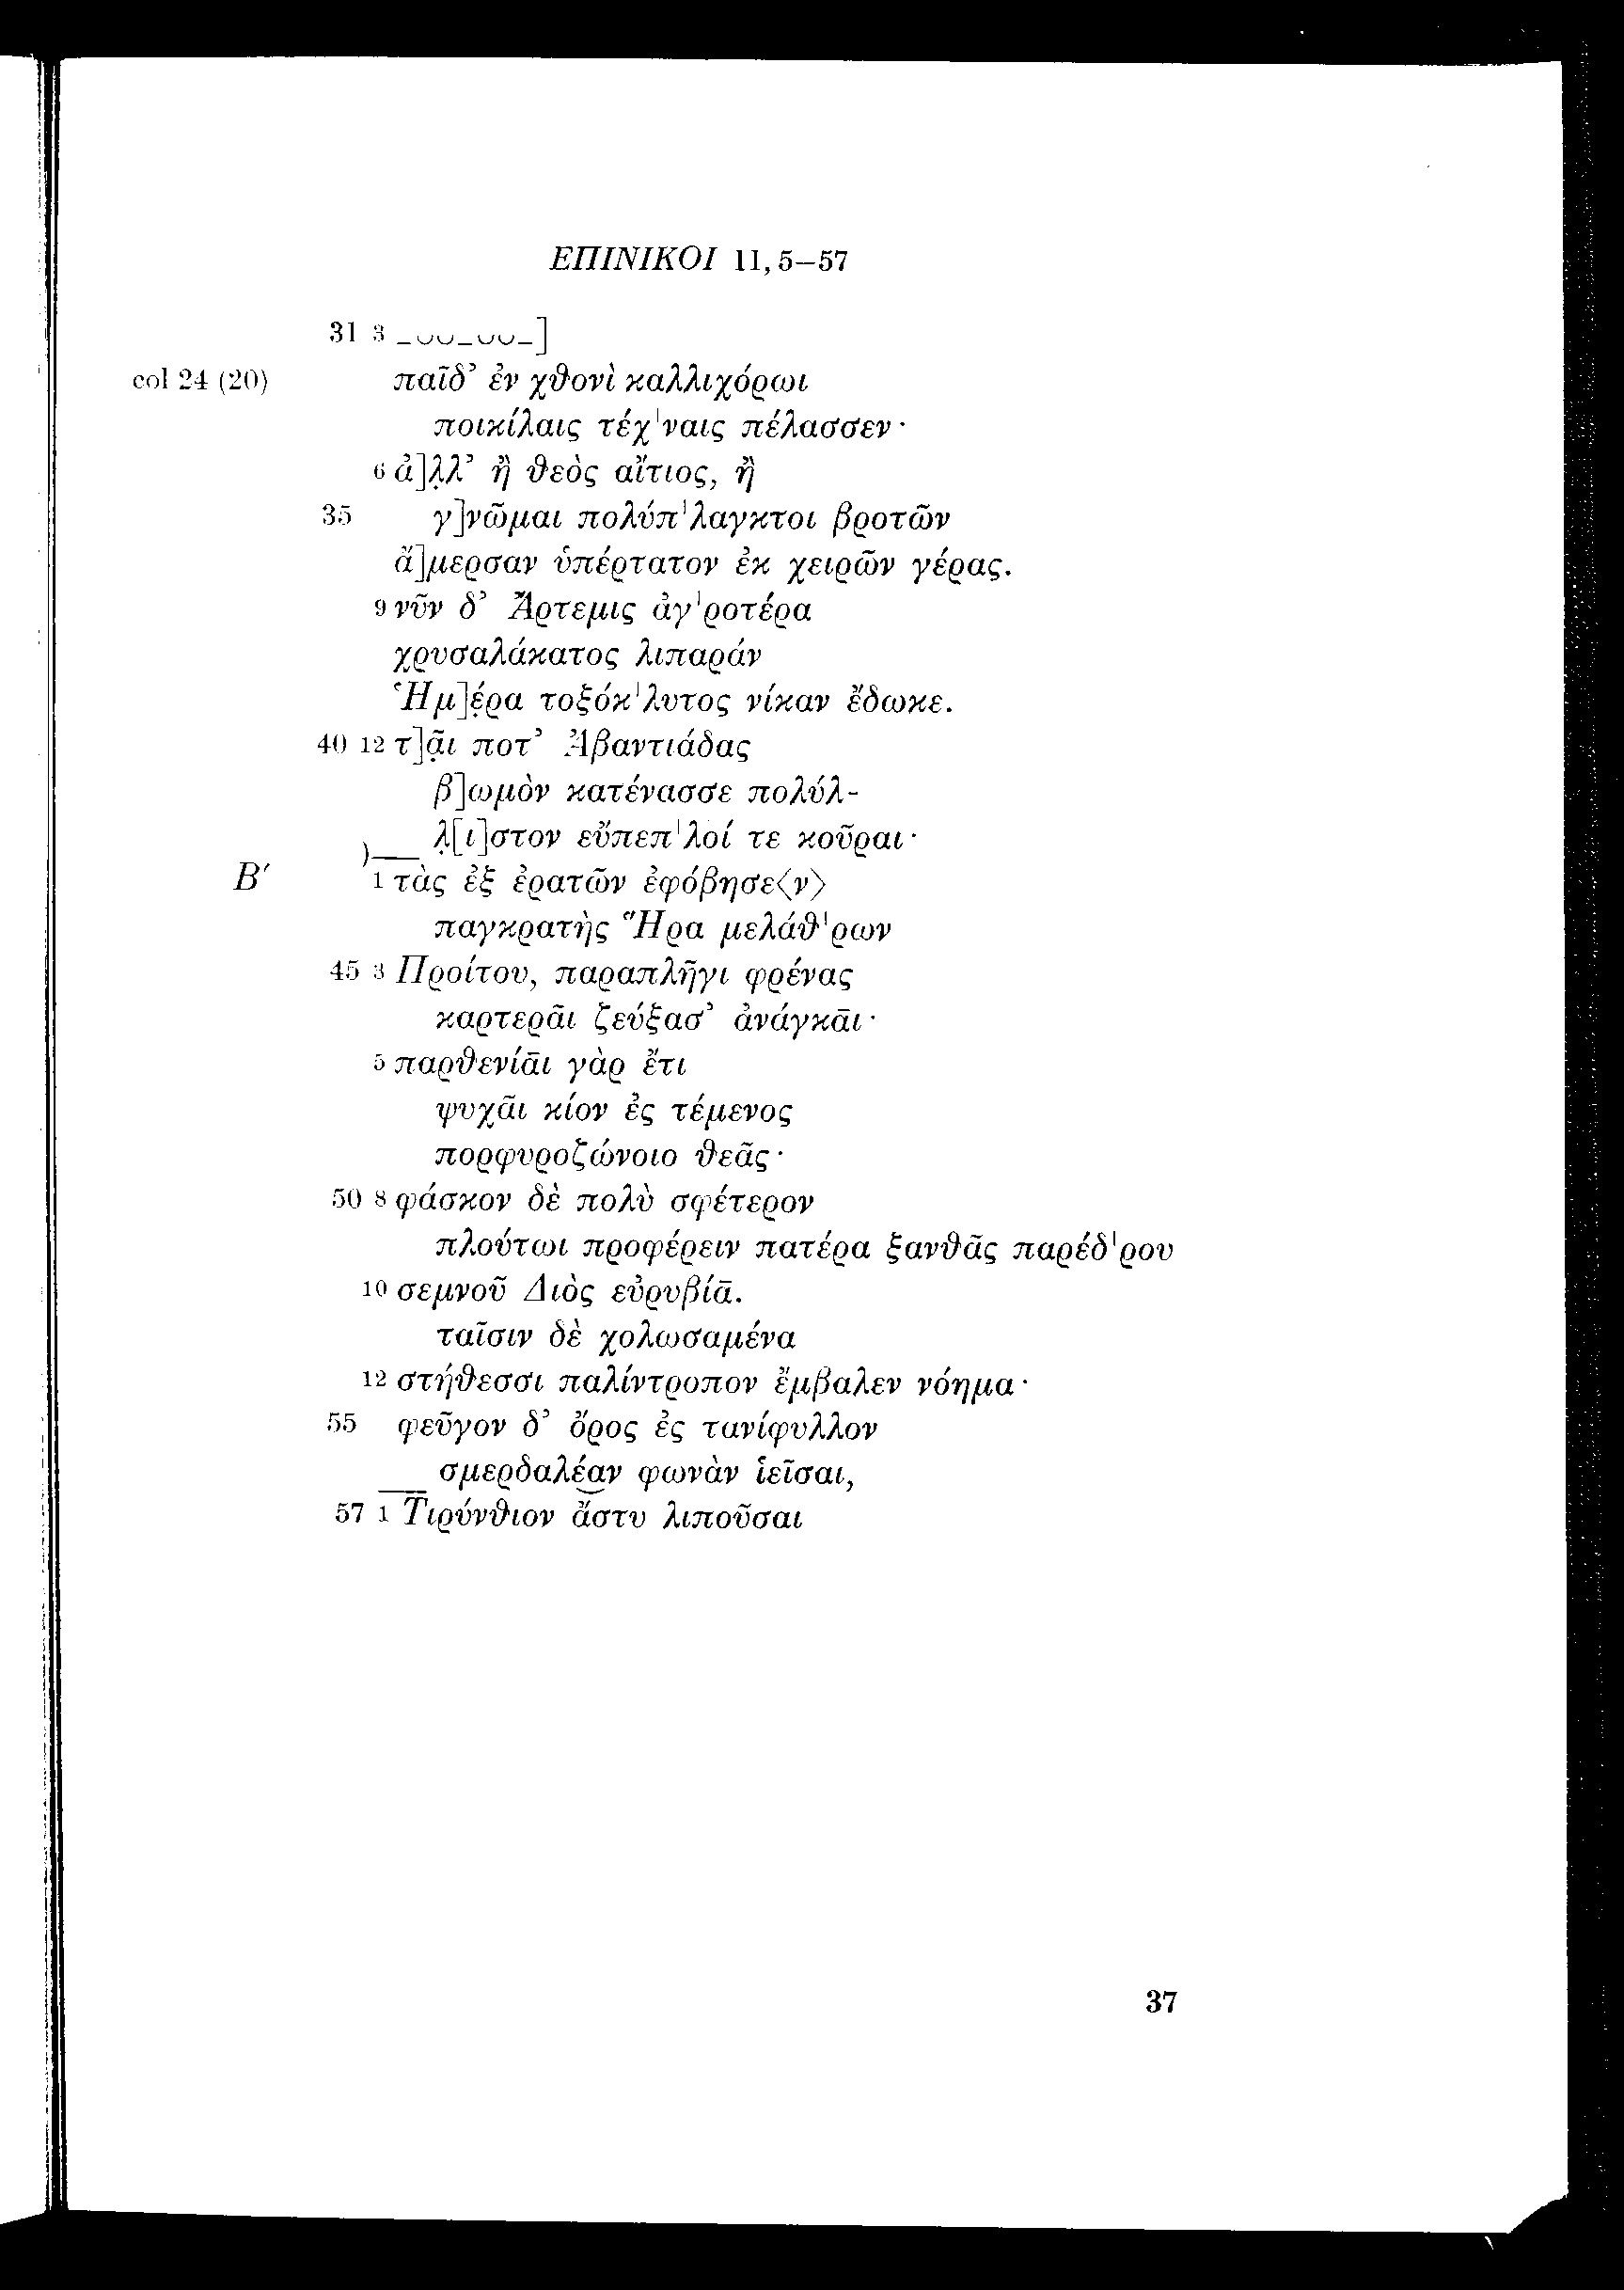 ΕΠΙΝΙΚΟΙ 11, 5–57
31 3 _◡◡_◡◡_]
col 24 (20) παῖδ’ ἐν χθονὶ καλλιχόρωι
ποικίλαις τέχ'ναις πέλασσεν·
6 ἀ]λ̣λ’ ἢ θεὸς αἴτιος, ἢ
35 γ]νῶμαι πολύπ'λαγκτοι βροτῶν
ἄ]μερσαν ὑπέρτατον ἐκ χειρῶν γέρας.
9 νῦν δ’ Ἄρτεμις ἀγ'ροτέρα
χρυσαλάκατος λιπαράν
Ἡμ]έ̣ρα τοξόκ'λυτος νίκαν ἔδωκε.
40 12 τ]ᾶ̣ι ποτ’ Ἀβαντιάδας
β]ωμὸν κατένασσε πολύλ-
λ̣[ι]στον εὔπεπ'λοί τε κοῦραι·
Β′ 1 τὰς ἐξ ἐρατῶν ἐφόβησε⟨ν⟩
παγκρατὴς Ἥρα μελάθ'ρων
45 3 Προίτου, παραπλῆγι φρένας
καρτερᾶι ζεύξασ’ ἀνάγκᾱι·
5 παρθενίᾱι γὰρ ἔτι
ψυχᾶι κίον ἐς τέμενος
πορφυροζώνοιο θεᾶς·
50 8 φάσκον δὲ πολὺ σφέτερον
πλούτωι προφέρειν πατέρα ξανθᾶς παρέδ'ρου
10 σεμνοῦ Διὸς εὐρυβίᾱ.
ταῖσιν δὲ χολωσαμένα
12 στήθεσσι παλίντροπον ἔμβαλεν νόημα·
55 φεῦγον δ’ ὄρος ἐς τανίφυλλον
σμερδαλέ͜αν φωνὰν ἱεῖσαι,
57 1 Τιρύνθιον ἄστυ λιποῦσαι
37